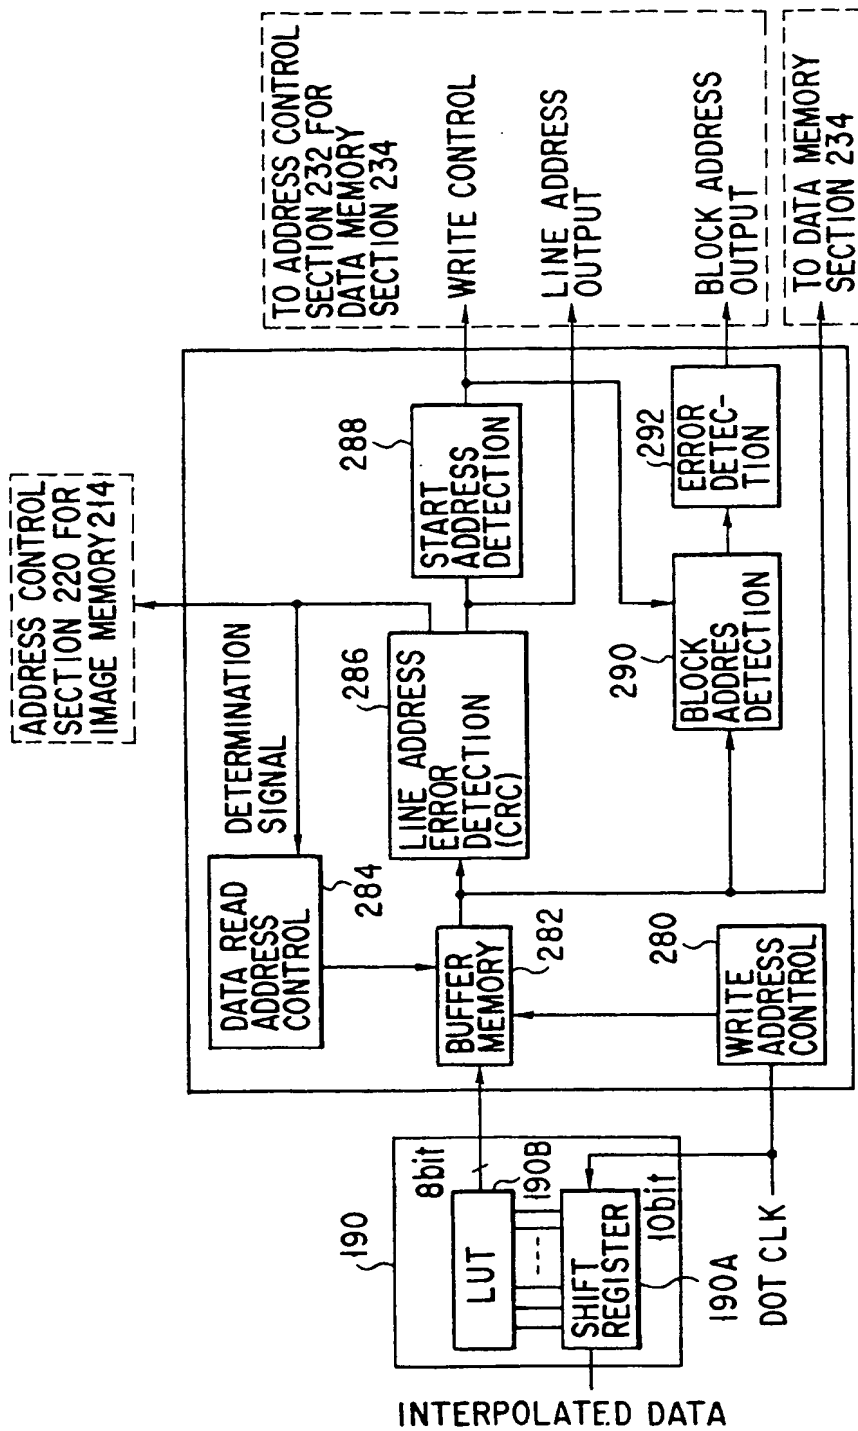 ADDRESS CONTROL
SECTION 220 FOR
IMAGE MEMORY 214
TO ADDRESS CONTROL
SECTION 232 FOR
DATA MEMORY
SECTION 234
WRITE CONTROL
LINE ADDRESS
OUTPUT
BLOCK ADDRESS
OUTPUT
TO DATA MEMORY
SECTION 234
DETERMINATION
SIGNAL
DATA READ
ADDRESS
CONTROL
284
LINE ADDRESS
ERROR
DETECTION
(CRC)
286
START
ADDRESS
DETECTION
288
BUFFER
MEMORY
282
BLOCK
ADDRES
DETECTION
290
ERROR
DETEC-
TION
292
WRITE
ADDRESS
CONTROL
280
190
8bit
LUT
190B
SHIFT
REGISTER
10bit
190A
DOT CLK
INTERPOLATED DATA